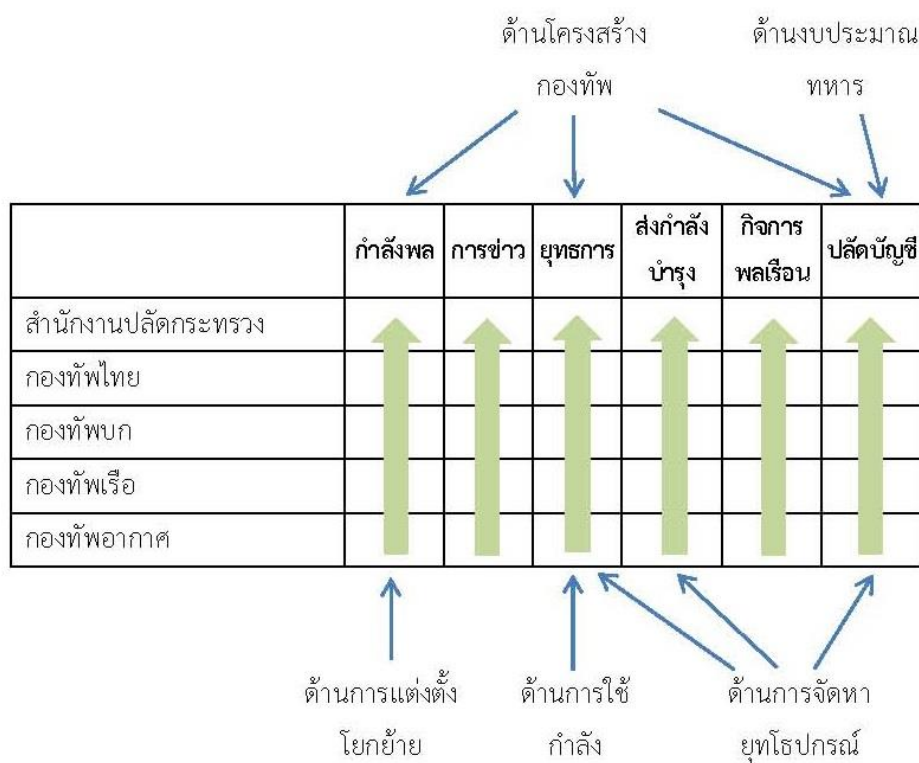 ด้านโครงสร้าง
กองทัพ
ด้านงบประมาณ
ทหาร
กำลังพล
การข่าว
ยุทธการ
ส่งกำลัง
บำรุง
กิจการ
พลเรือน
ปลัดบัญชี
สำนักงานปลัดกระทรวง
กองทัพไทย
กองทัพบก
กองทัพเรือ
กองทัพอากาศ
ด้านการแต่งตั้ง
โยกย้าย
ด้านการใช้
กำลัง
ด้านการจัดหา
ยุทโธปกรณ์